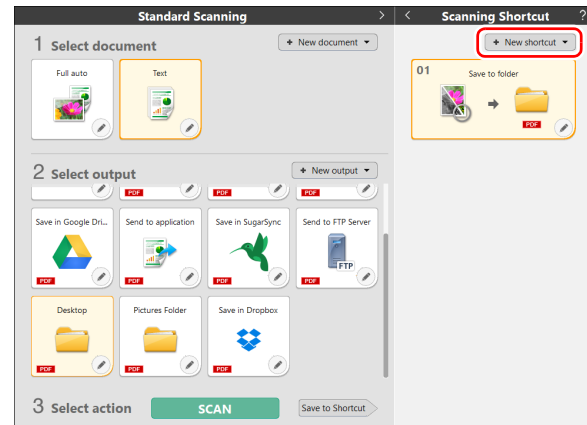 Standard Scanning >
< Scanning Shortcut ?
1 Select document
+ New document
+ New shortcut
Full auto
Text
01
Save to folder
PDF
2 Select output
+ New output
PDF
PDF
PDF
PDF
Save in Google Dri...
Send to application
Save in SugarSync
Send to FTP Server
FTP
PDF
PDF
PDF
PDF
Desktop
Pictures Folder
Save in Dropbox
PDF
PDF
PDF
3 Select action
SCAN
Save to Shortcut